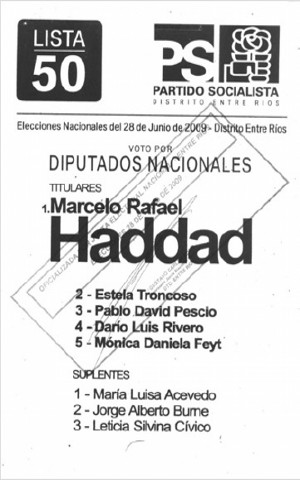 LISTA
50
PS
PARTIDO SOCIALISTA
DISTRITO ENTRE RÍOS
Elecciones Nacionales del 28 de Junio de 2009 - Distrito Entre Ríos
VOTO POR
DIPUTADOS NACIONALES
TITULARES
1.Marcelo Rafael
Haddad
2 - Estela Troncoso
3 - Pablo David Pescio
4 - Darío Luis Rivero
5 - Mónica Daniela Feyt
SUPLENTES
1 - María Luisa Acevedo
2 - Jorge Alberto Burne
3 - Leticia Silvina Cívico
OFICIALIZADA